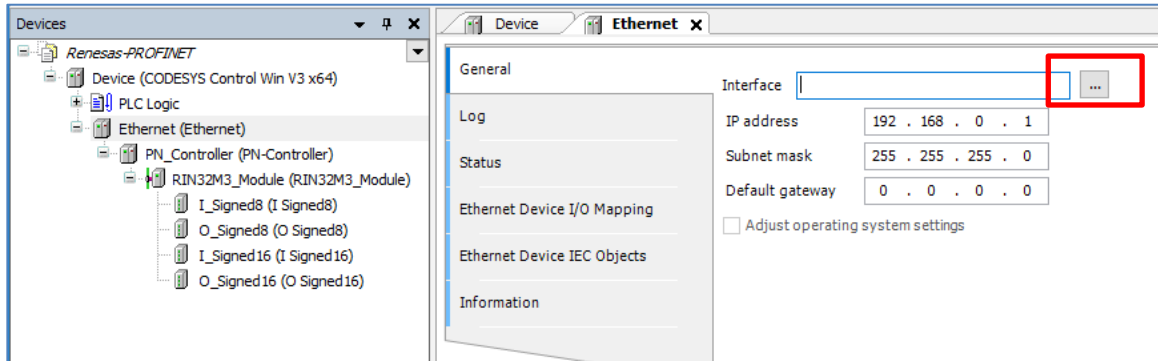 Devices
Renesas-PROFINET
Device (CODESYS Control Win V3 x64)
PLC Logic
Ethernet (Ethernet)
PN_Controller (PN-Controller)
RIN32M3_Module (RIN32M3_Module)
I_Signed8 (I Signed8)
O_Signed8 (O Signed8)
I_Signed16 (I Signed16)
O_Signed16 (O Signed16)
Device
Ethernet
General
Log
Status
Ethernet Device I/O Mapping
Ethernet Device IEC Objects
Information
Interface ...
IP address 192 . 168 . 0 . 1
Subnet mask 255 . 255 . 255 . 0
Default gateway 0 . 0 . 0 . 0
Adjust operating system settings